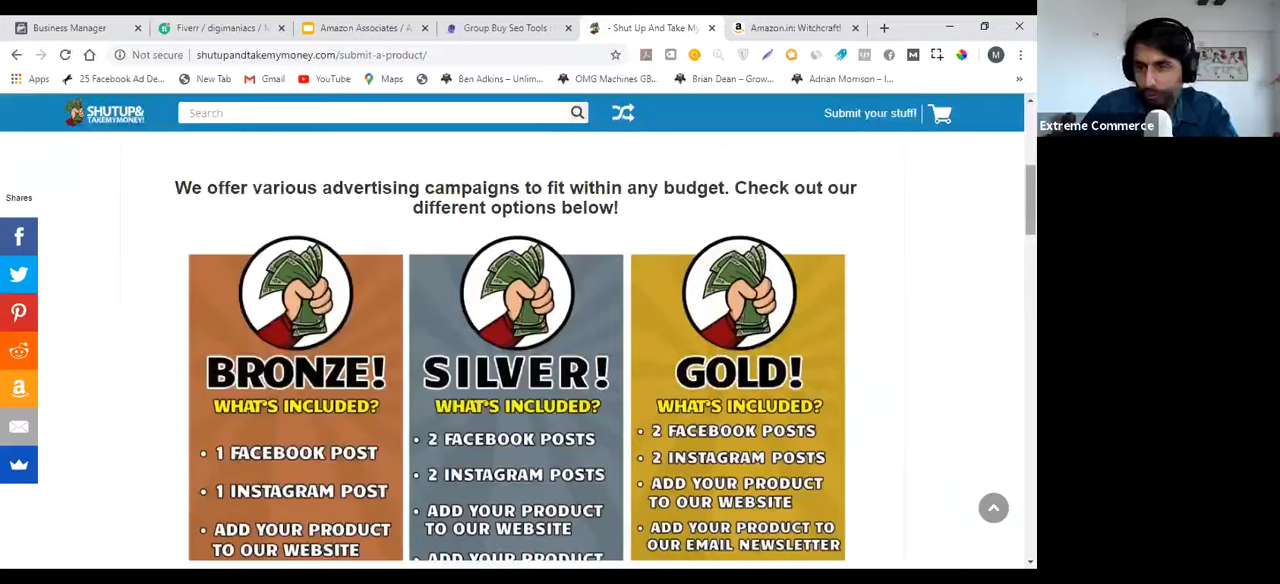 Business Manager
Fiverr / digimaniacs /
Amazon Associates / A
Group Buy Seo Tools
- Shut Up And Take My
Amazon.in: Witchcraft!
Not secure
shutupandtakemymoney.com/submit-a-product/
M
Apps
25 Facebook Ad De...
New Tab
Gmail
YouTube
Maps
Ben Adkins – Unlim...
OMG Machines GB...
Brian Dean – Grow...
Adrian Morrison – I...
»
SHUTUP&
TAKEMYMONEY!
Search
Submit your stuff!
Extreme Commerce
Shares
We offer various advertising campaigns to fit within any budget. Check out our
different options below!
BRONZE!
WHAT'S INCLUDED?
• 1 FACEBOOK POST
• 1 INSTAGRAM POST
• ADD YOUR PRODUCT
TO OUR WEBSITE
SILVER!
WHAT'S INCLUDED?
• 2 FACEBOOK POSTS
• 2 INSTAGRAM POSTS
• ADD YOUR PRODUCT
TO OUR WEBSITE
• ADD YOUR PRODUCT
GOLD!
WHAT'S INCLUDED?
• 2 FACEBOOK POSTS
• 2 INSTAGRAM POSTS
• ADD YOUR PRODUCT
TO OUR WEBSITE
• ADD YOUR PRODUCT TO
OUR EMAIL NEWSLETTER